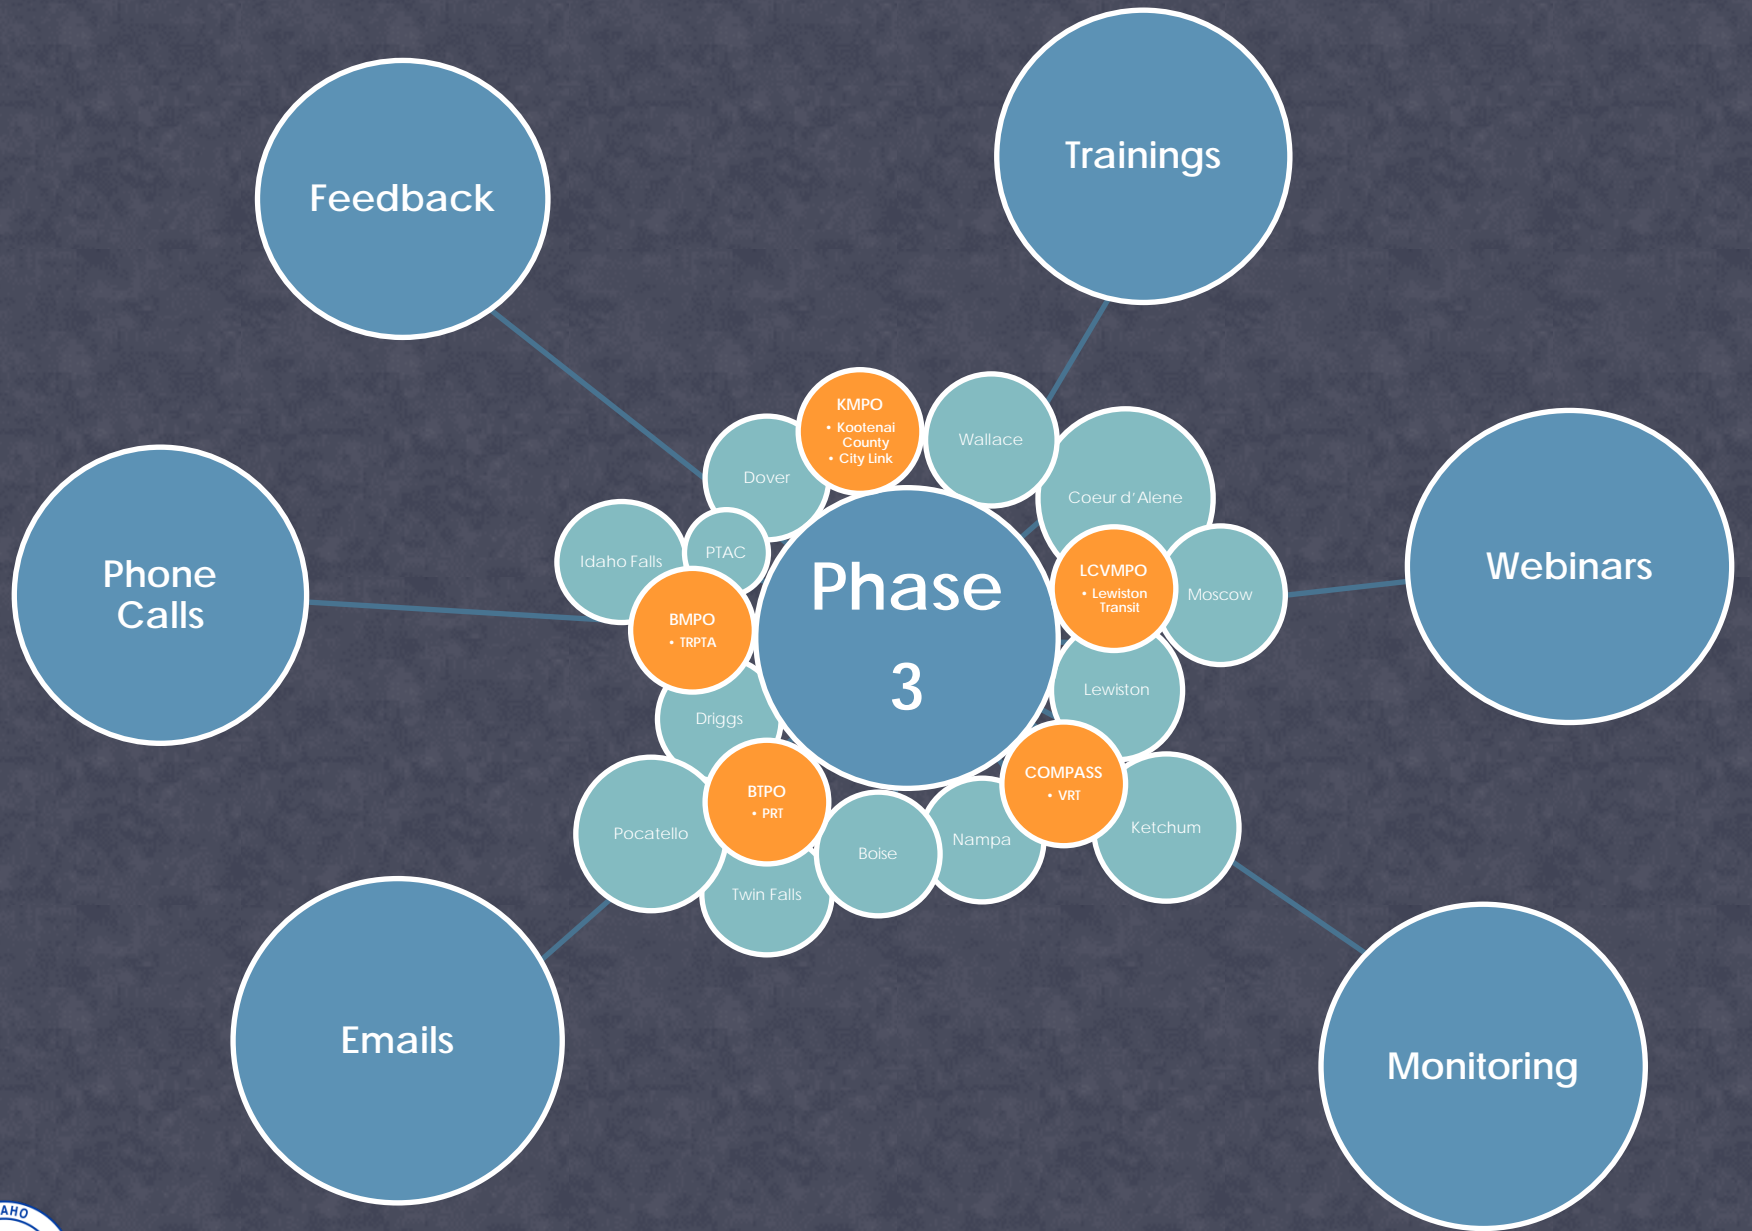 Trainings
Feedback
KMPO
• Kootenai
County
• City Link
Wallace
Dover
Coeur d'Alene
PTAC
Idaho Falls
Phase
3
LCVMPO
• Lewiston
Transit
Moscow
Webinars
Phone
Calls
BMPO
• TRPTA
Lewiston
Driggs
COMPASS
• VRT
BTPO
• PRT
Ketchum
Pocatello
Nampa
Boise
Twin Falls
Emails
Monitoring